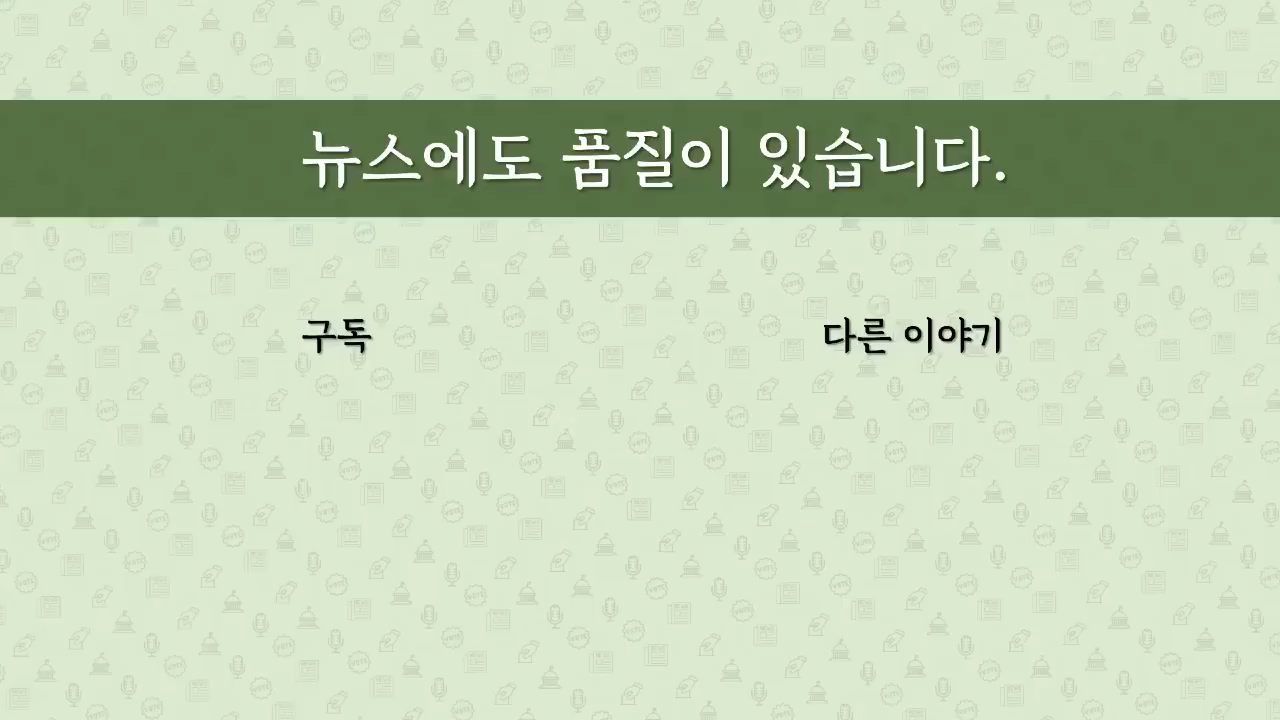 뉴스에도 품질이 있습니다.
구독
다른 이야기